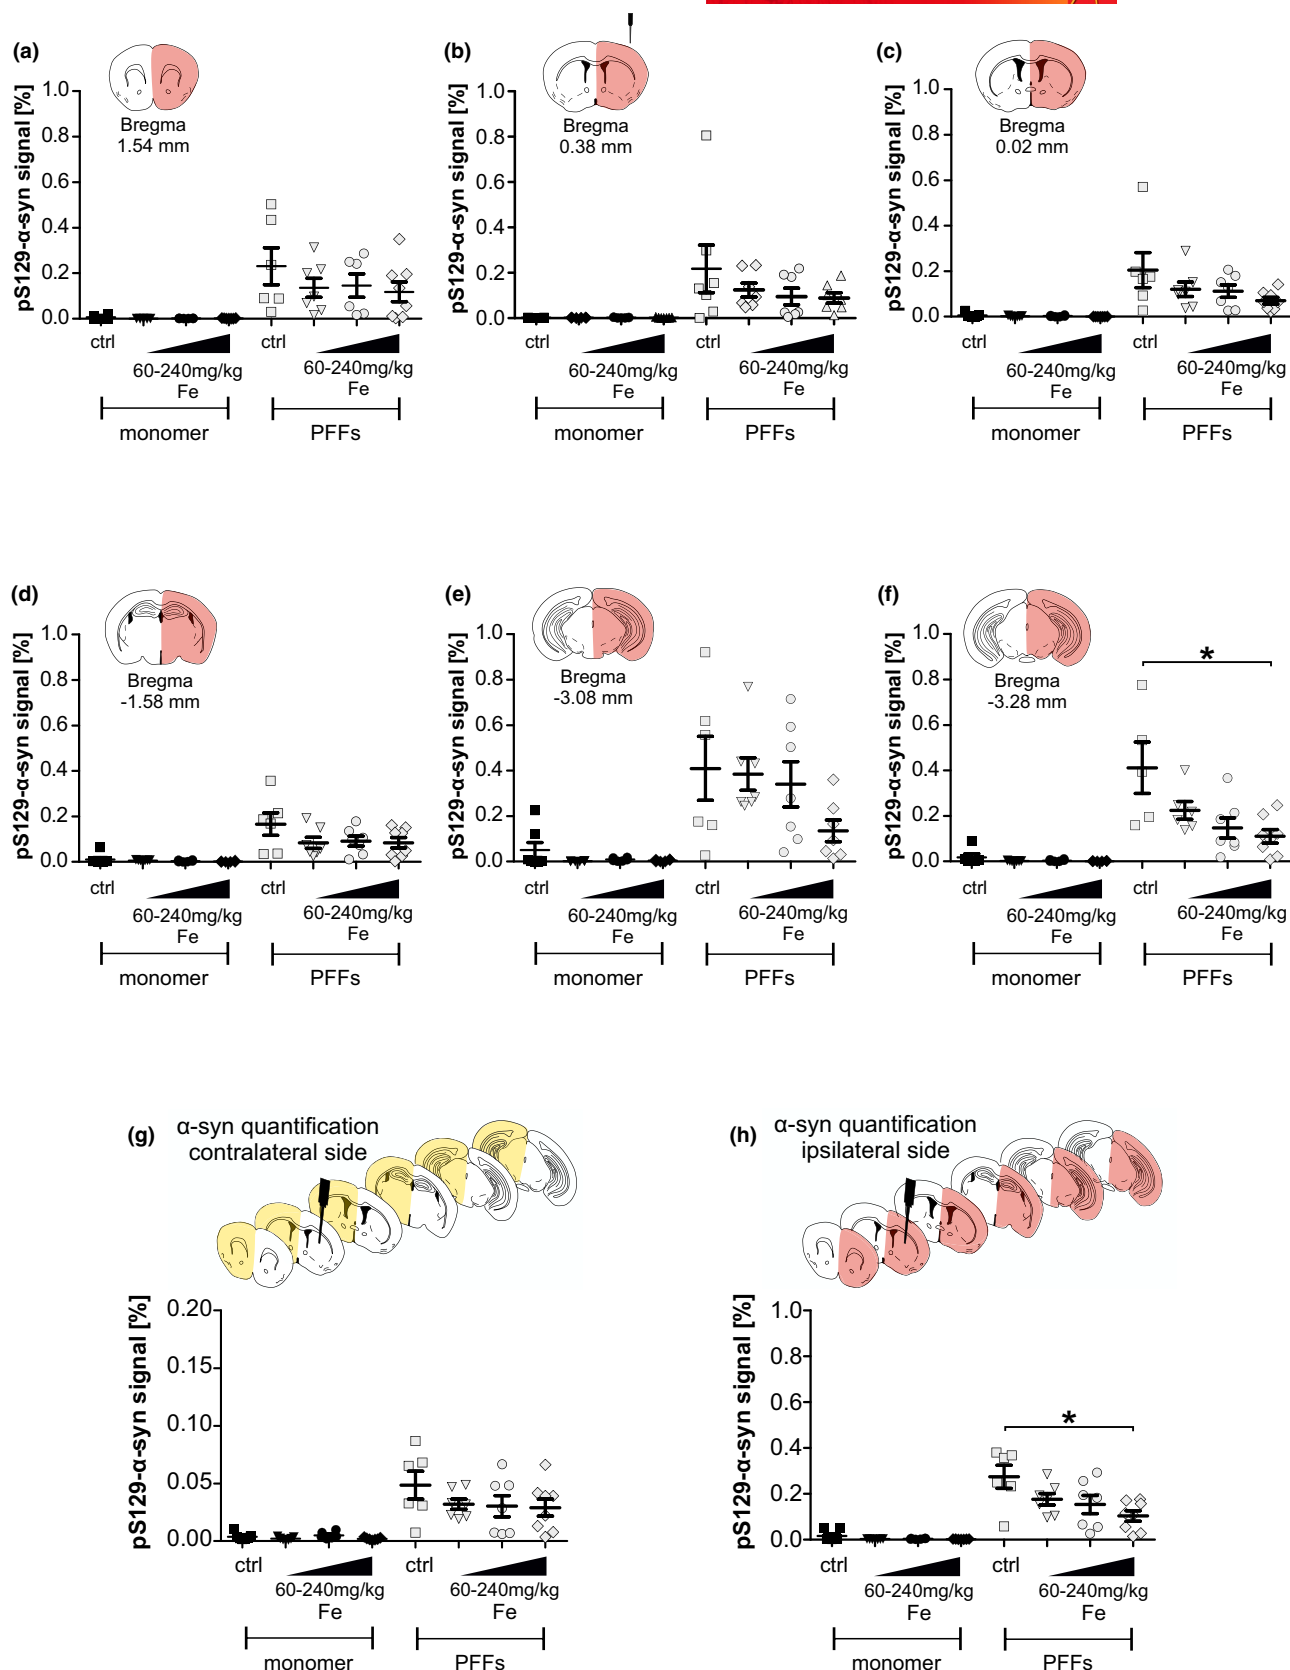 (a)
Bregma
1.54 mm
pS129-α-syn signal [%]
1.0
0.8
0.6
0.4
0.2
0.0
ctrl
ctrl
60-240mg/kg
60-240mg/kg
Fe
Fe
monomer
PFFs
(b)
Bregma
0.38 mm
pS129-α-syn signal [%]
1.0
0.8
0.6
0.4
0.2
0.0
ctrl
ctrl
60-240mg/kg
60-240mg/kg
Fe
Fe
monomer
PFFs
(c)
Bregma
0.02 mm
pS129-α-syn signal [%]
1.0
0.8
0.6
0.4
0.2
0.0
ctrl
ctrl
60-240mg/kg
60-240mg/kg
Fe
Fe
monomer
PFFs
(d)
Bregma
-1.58 mm
pS129-α-syn signal [%]
1.0
0.8
0.6
0.4
0.2
0.0
ctrl
ctrl
60-240mg/kg
60-240mg/kg
Fe
Fe
monomer
PFFs
(e)
Bregma
-3.08 mm
pS129-α-syn signal [%]
1.0
0.8
0.6
0.4
0.2
0.0
ctrl
ctrl
60-240mg/kg
60-240mg/kg
Fe
Fe
monomer
PFFs
(f)
Bregma
-3.28 mm
*
pS129-α-syn signal [%]
1.0
0.8
0.6
0.4
0.2
0.0
ctrl
ctrl
60-240mg/kg
60-240mg/kg
Fe
Fe
monomer
PFFs
(g)
α-syn quantification
contralateral side
pS129-α-syn signal [%]
0.20
0.15
0.10
0.05
0.00
ctrl
ctrl
60-240mg/kg
60-240mg/kg
Fe
Fe
monomer
PFFs
(h)
α-syn quantification
ipsilateral side
*
pS129-α-syn signal [%]
1.0
0.8
0.6
0.4
0.2
0.0
ctrl
ctrl
60-240mg/kg
60-240mg/kg
Fe
Fe
monomer
PFFs